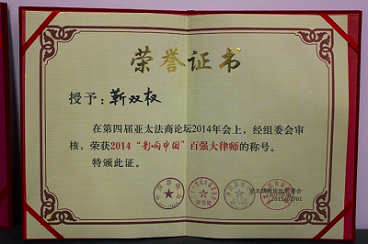 荣誉证书
授予：靳双权
在第四届亚太法商论坛2014年会上，经组委会审
核，荣获2014“影响中国”百强大律师的称号。
特颁此证。